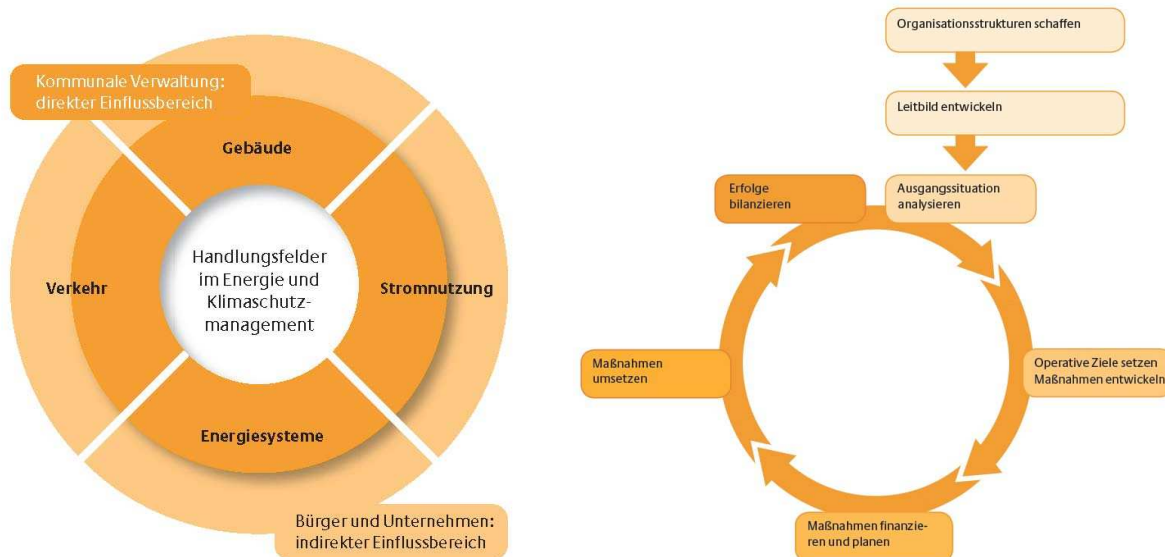 Kommunale Verwaltung:
direkter Einflussbereich
Gebäude
Verkehr
Handlungsfelder
im Energie und
Klimaschutz-
management
Stromnutzung
Energiesysteme
Bürger und Unternehmen:
indirekter Einflussbereich
Organisationsstrukturen schaffen
Leitbild entwickeln
Ausgangssituation
analysieren
Operative Ziele setzen
Maßnahmen entwickeln
Maßnahmen finanzie-
ren und planen
Maßnahmen
umsetzen
Erfolge
bilanzieren